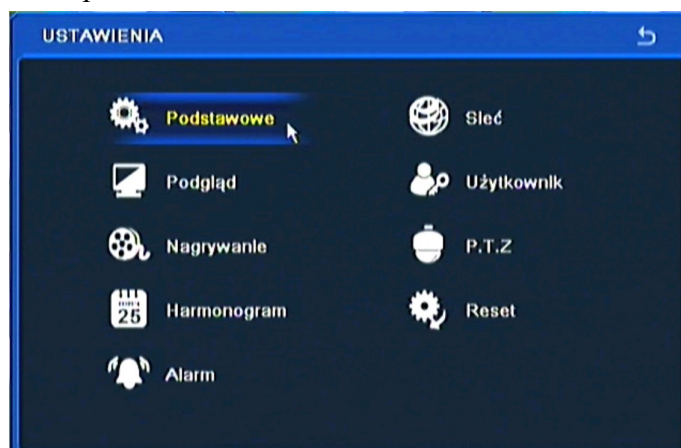 USTAWIENIA
Podstawowe
Podgląd
Nagrywanie
Harmonogram
25
Alarm
Sieć
Użytkownik
P.T.Z
Reset